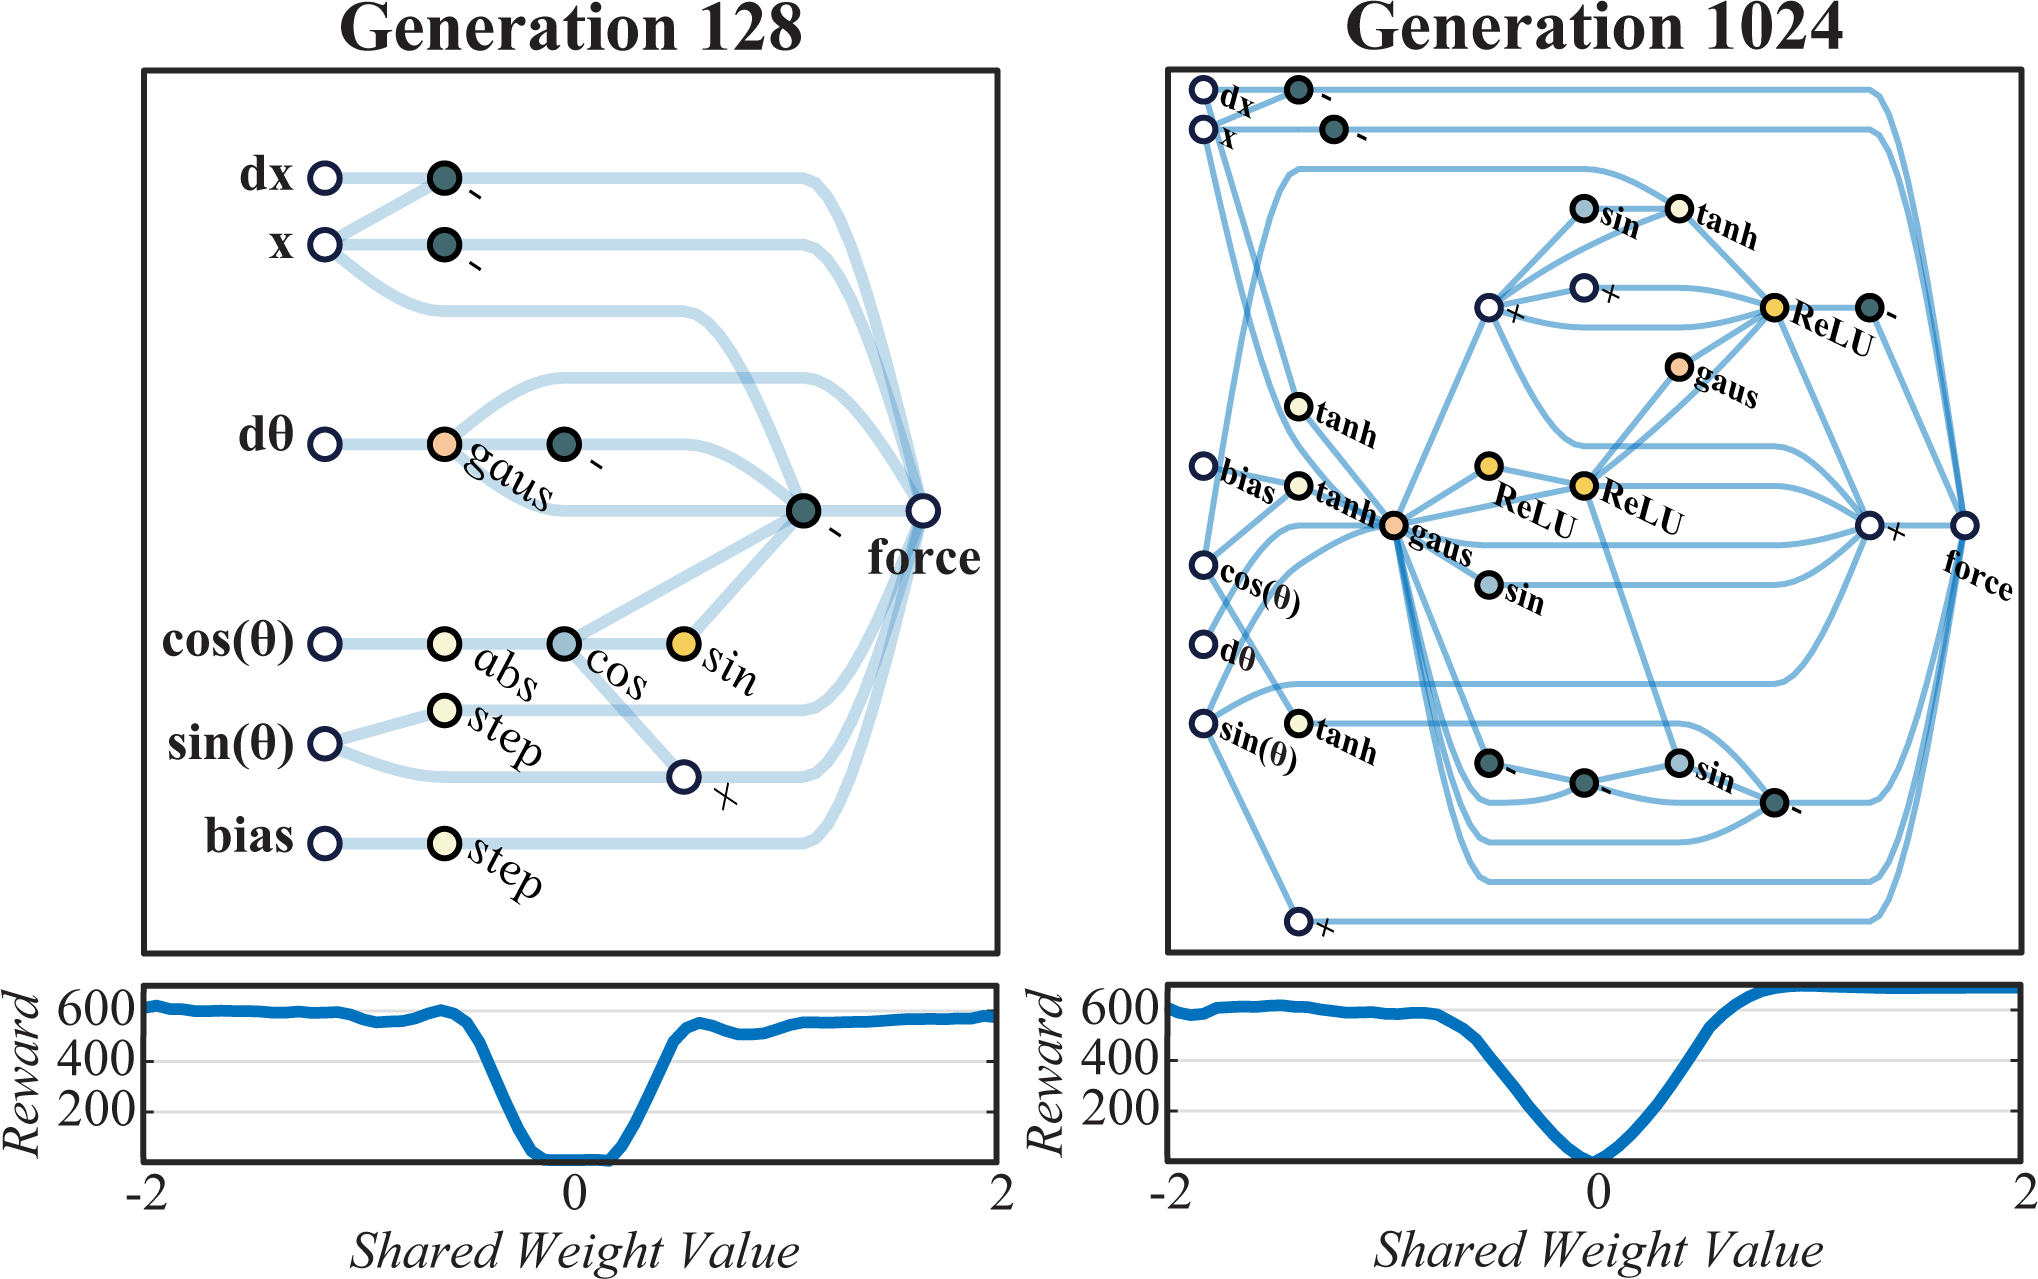 Generation 128
dx
-
x
-
dθ
gaus
-
-
force
cos(θ)
abs
cos
sin
sin(θ)
step
+
bias
step
Reward
600
400
200
-2
0
2
Shared Weight Value
Generation 1024
dx
-
x
-
sin
tanh
+
+
ReLU
-
gaus
tanh
bias
tanh
ReLU
ReLU
gaus
+
force
cos(θ)
sin
dθ
sin(θ)
tanh
-
-
sin
-
+
Reward
600
400
200
-2
0
2
Shared Weight Value